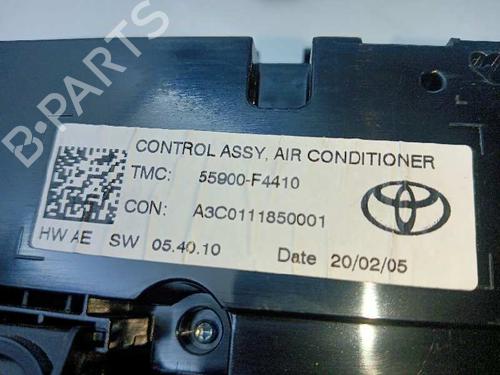 B-PARTS
CONTROL ASSY, AIR CONDITIONER
TMC: 55900-F4410
CON: A3C0111850001
HW AE SW 05.40.10 Date 20/02/05